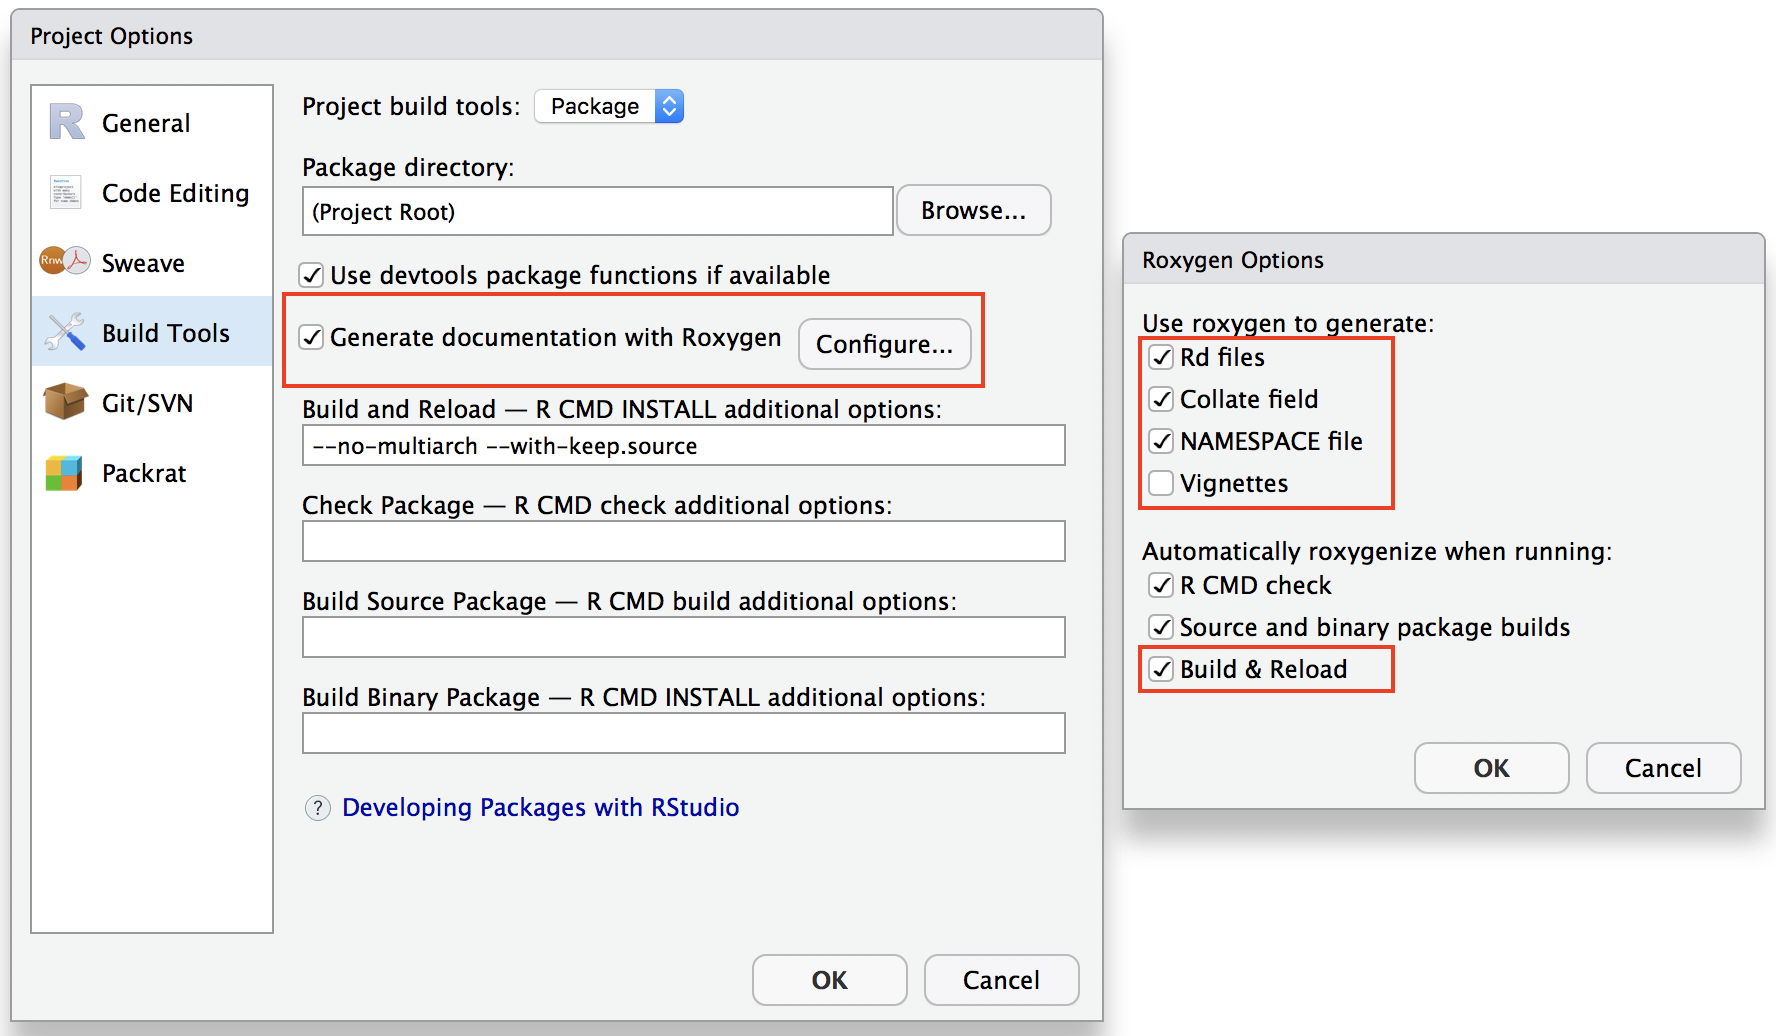 Project Options
General
Code Editing
Rnw
Sweave
Build Tools
Git/SVN
Packrat
Project build tools: Package
Package directory:
(Project Root) Browse...
Use devtools package functions if available
Generate documentation with Roxygen Configure...
Build and Reload — R CMD INSTALL additional options:
--no-multiarch --with-keep.source
Check Package — R CMD check additional options:
Build Source Package — R CMD build additional options:
Build Binary Package — R CMD INSTALL additional options:
? Developing Packages with RStudio
OK Cancel
Roxygen Options
Use roxygen to generate:
Rd files
Collate field
NAMESPACE file
Vignettes
Automatically roxygenize when running:
R CMD check
Source and binary package builds
Build & Reload
OK Cancel